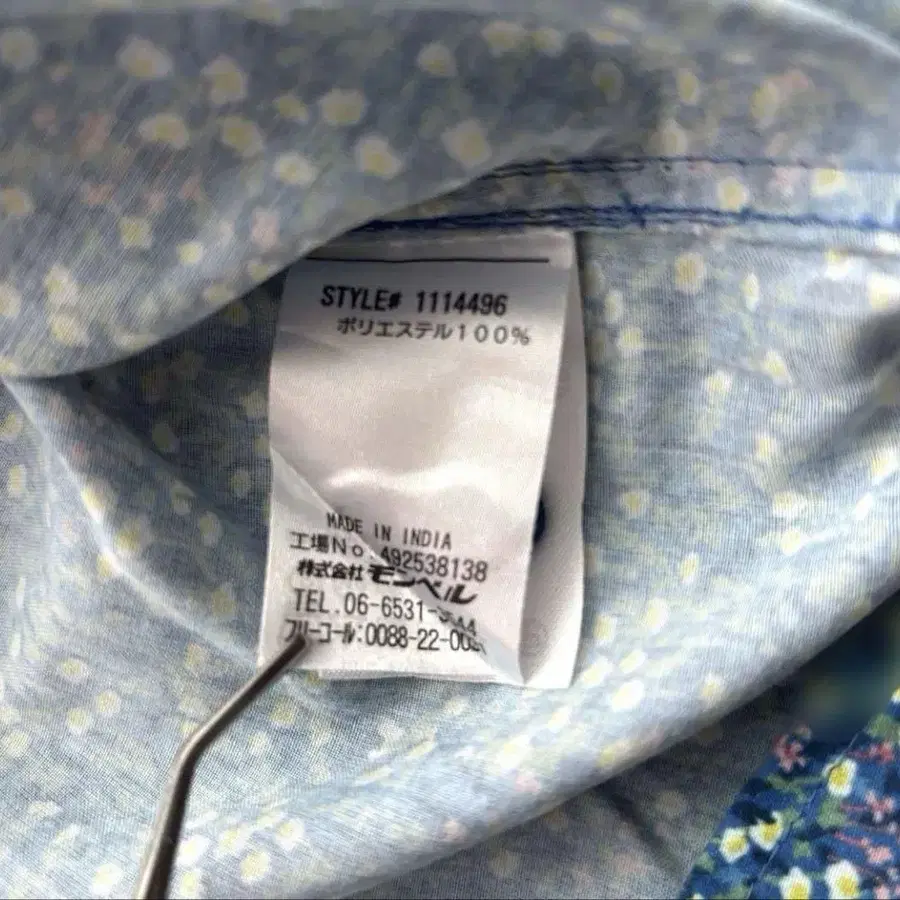 STYLE# 1114496
ポリエステル100%
MADE IN INDIA
工場No.492538138
株式会社モンベル
TEL.06-6531-
フリーコール:0088-22-00